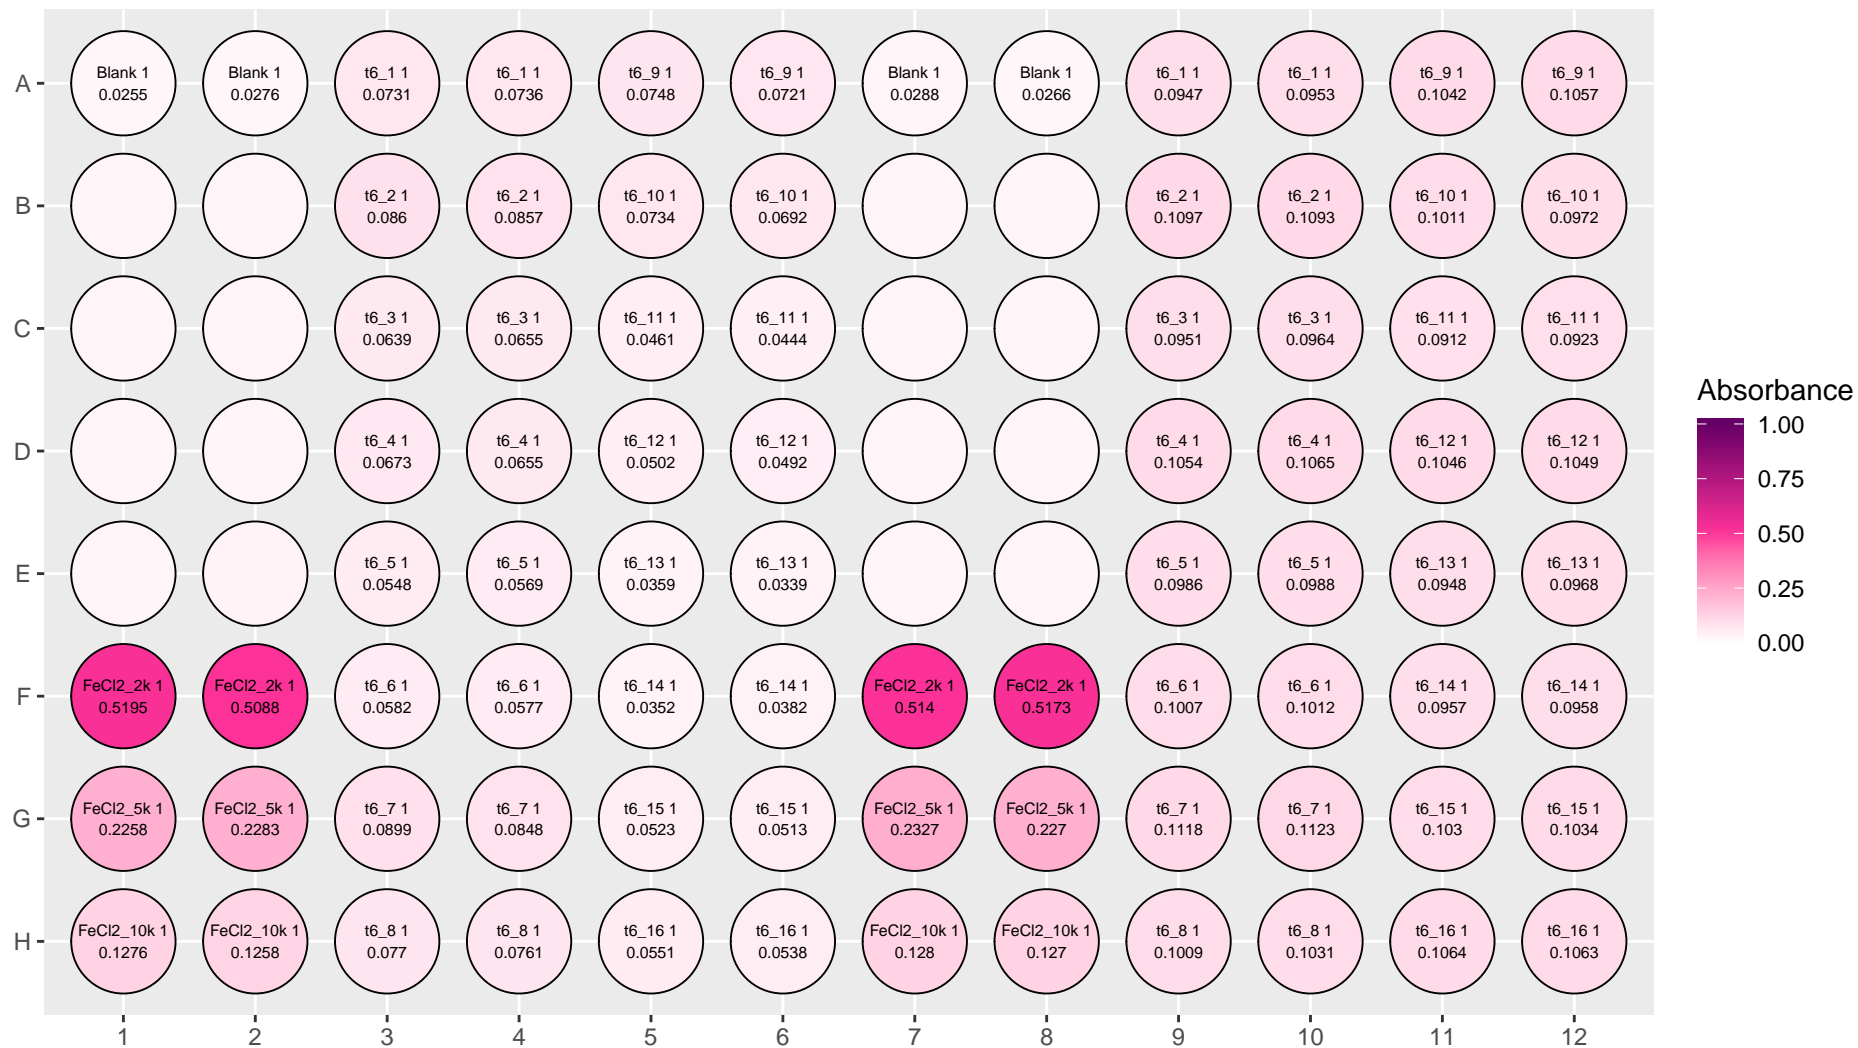 A
Blank 1
0.0255
Blank 1
0.0276
t6_1 1
0.0731
t6_1 1
0.0736
t6_9 1
0.0748
t6_9 1
0.0721
Blank 1
0.0288
Blank 1
0.0266
t6_1 1
0.0947
t6_1 1
0.0953
t6_9 1
0.1042
t6_9 1
0.1057
B
t6_2 1
0.086
t6_2 1
0.0857
t6_10 1
0.0734
t6_10 1
0.0692
t6_2 1
0.1097
t6_2 1
0.1093
t6_10 1
0.1011
t6_10 1
0.0972
C
t6_3 1
0.0639
t6_3 1
0.0655
t6_11 1
0.0461
t6_11 1
0.0444
t6_3 1
0.0951
t6_3 1
0.0964
t6_11 1
0.0912
t6_11 1
0.0923
D
t6_4 1
0.0673
t6_4 1
0.0655
t6_12 1
0.0502
t6_12 1
0.0492
t6_4 1
0.1054
t6_4 1
0.1065
t6_12 1
0.1046
t6_12 1
0.1049
E
t6_5 1
0.0548
t6_5 1
0.0569
t6_13 1
0.0359
t6_13 1
0.0339
t6_5 1
0.0986
t6_5 1
0.0988
t6_13 1
0.0948
t6_13 1
0.0968
F
FeCl2_2k 1
0.5195
FeCl2_2k 1
0.5088
t6_6 1
0.0582
t6_6 1
0.0577
t6_14 1
0.0352
t6_14 1
0.0382
FeCl2_2k 1
0.514
FeCl2_2k 1
0.5173
t6_6 1
0.1007
t6_6 1
0.1012
t6_14 1
0.0957
t6_14 1
0.0958
G
FeCl2_5k 1
0.2258
FeCl2_5k 1
0.2283
t6_7 1
0.0899
t6_7 1
0.0848
t6_15 1
0.0523
t6_15 1
0.0513
FeCl2_5k 1
0.2327
FeCl2_5k 1
0.227
t6_7 1
0.1118
t6_7 1
0.1123
t6_15 1
0.103
t6_15 1
0.1034
H
FeCl2_10k 1
0.1276
FeCl2_10k 1
0.1258
t6_8 1
0.077
t6_8 1
0.0761
t6_16 1
0.0551
t6_16 1
0.0538
FeCl2_10k 1
0.128
FeCl2_10k 1
0.127
t6_8 1
0.1009
t6_8 1
0.1031
t6_16 1
0.1064
t6_16 1
0.1063
1 2 3 4 5 6 7 8 9 10 11 12
Absorbance
1.00
0.75
0.50
0.25
0.00